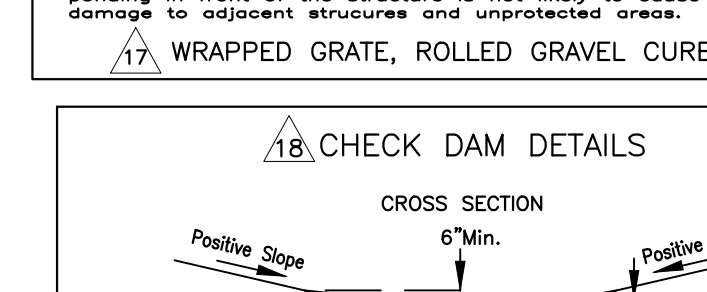 ponding in front of the structure is not likely to cause
damage to adjacent strucures and unprotected areas.
17 WRAPPED GRATE, ROLLED GRAVEL
18 CHECK DAM DETAILS
CROSS SECTION
6"Min.
Positive Slope
Positive